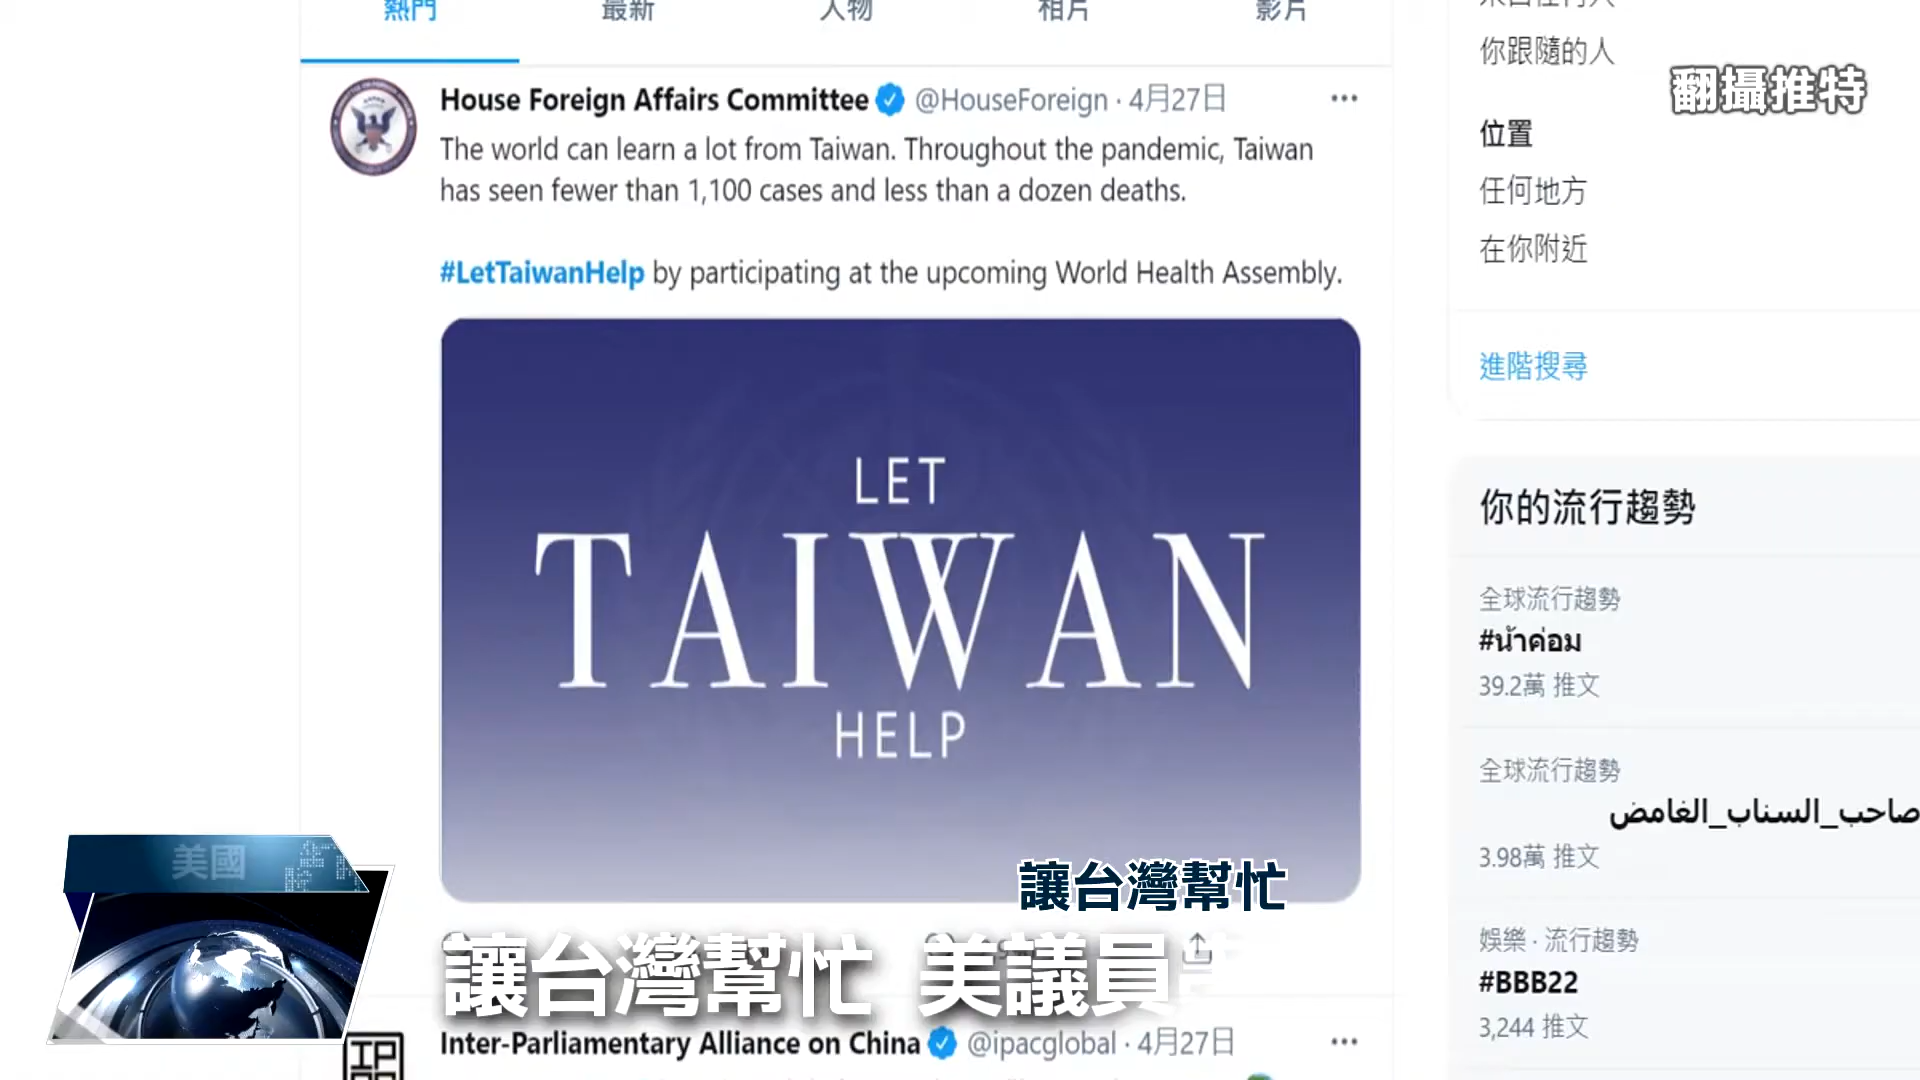 熱門
最新
人物
相片
影片
你跟隨的人
翻攝推特
House Foreign Affairs Committee @HouseForeign · 4月27日
The world can learn a lot from Taiwan. Throughout the pandemic, Taiwan
has seen fewer than 1,100 cases and less than a dozen deaths.
#LetTaiwanHelp by participating at the upcoming World Health Assembly.
LET
TAIWAN
HELP
位置
任何地方
在你附近
進階搜尋
你的流行趨勢
全球流行趨勢
#น้าค่อม
39.2萬 推文
全球流行趨勢
صاحب_السناب_الغامض
3.98萬 推文
娛樂 · 流行趨勢
#BBB22
3,244 推文
美國
讓台灣幫忙
讓台灣幫忙 美議員
Inter-Parliamentary Alliance on China @ipacglobal · 4月27日